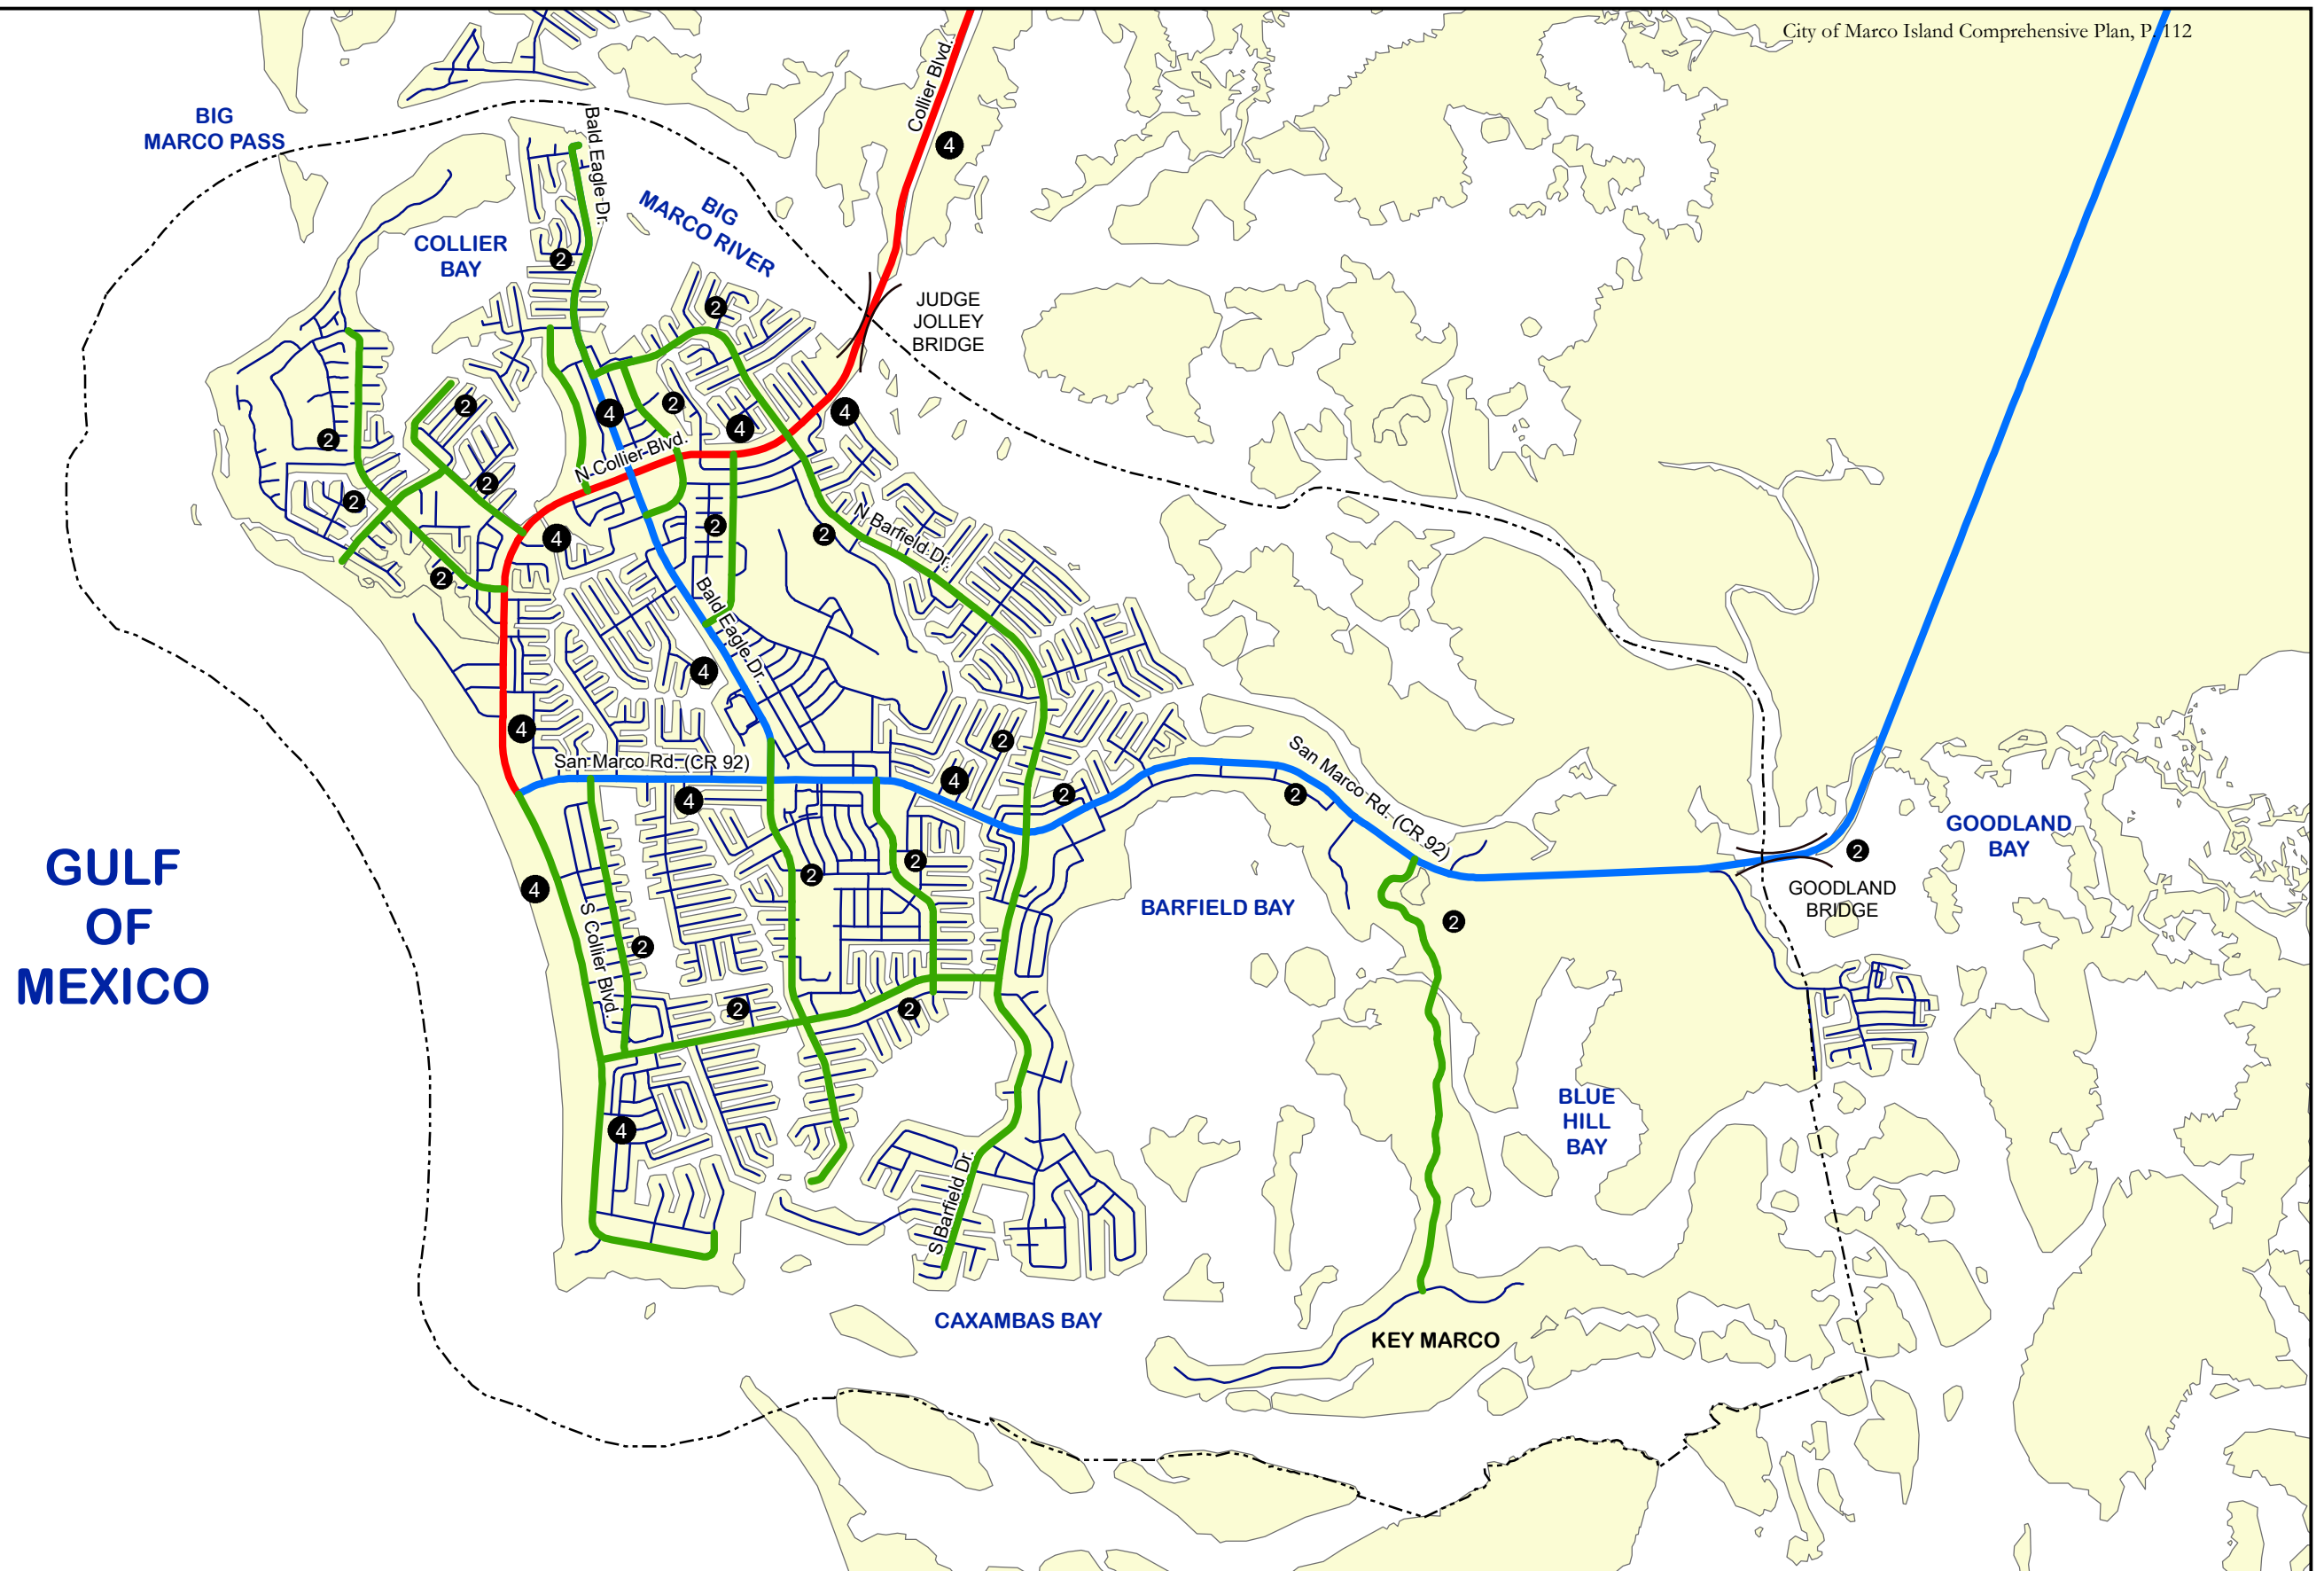 City of Marco Island Comprehensive Plan, P. 112
Collier Blvd.
4
BIG
MARCO PASS
Bald Eagle Dr.
BIG
MARCO RIVER
COLLIER
BAY
2
JUDGE
JOLLEY
BRIDGE
2
2
4
2
4
4
2
N Collier Blvd.
2
2
2
4
2
N Barfield Dr.
2
Bald Eagle Dr.
4
4
2
San Marco Rd. (CR 92)
4
4
2
San Marco Rd. (CR 92)
2
GOODLAND
BAY
2
GOODLAND
BRIDGE
GULF
OF
MEXICO
4
2
2
BARFIELD BAY
2
S Collier Blvd.
2
2
2
BLUE
HILL
BAY
4
S Barfield Dr.
CAXAMBAS BAY
KEY MARCO